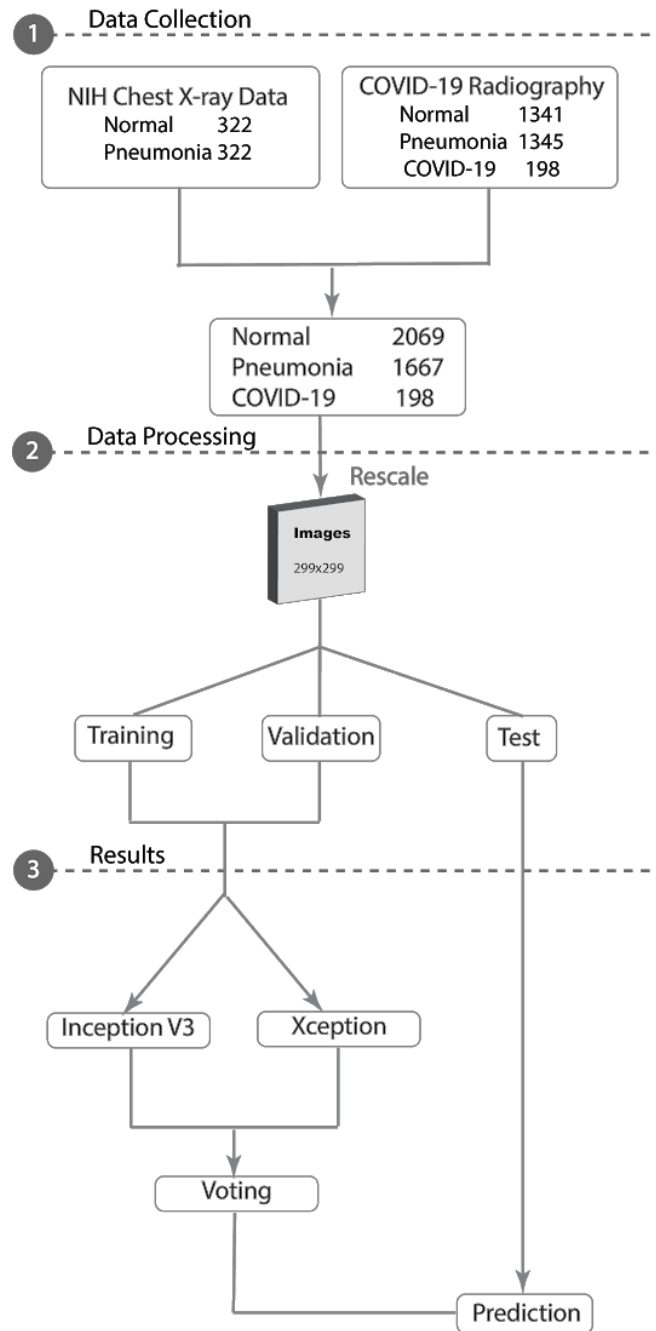 1
Data Collection
NIH Chest X-ray Data
Normal 322
Pneumonia 322
COVID-19 Radiography
Normal 1341
Pneumonia 1345
COVID-19 198
Normal 2069
Pneumonia 1667
COVID-19 198
2
Data Processing
Rescale
Images
299x299
Training
Validation
Test
3
Results
Inception V3
Xception
Voting
Prediction